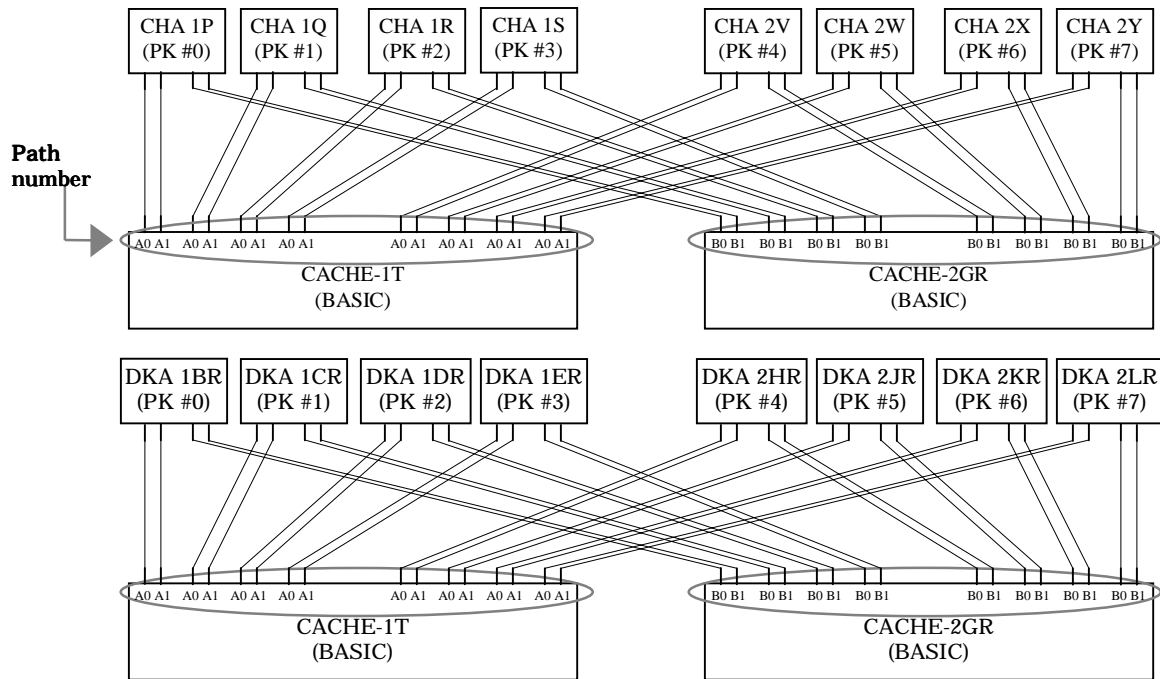 CHA 1P
(PK #0)
CHA 1Q
(PK #1)
CHA 1R
(PK #2)
CHA 1S
(PK #3)
CHA 2V
(PK #4)
CHA 2W
(PK #5)
CHA 2X
(PK #6)
CHA 2Y
(PK #7)
Path
number
A0 A1 A0 A1 A0 A1 A0 A1 A0 A1 A0 A1 A0 A1 A0 A1
B0 B1 B0 B1 B0 B1 B0 B1 B0 B1 B0 B1 B0 B1 B0 B1
CACHE-1T
(BASIC)
CACHE-2GR
(BASIC)
DKA 1BR
(PK #0)
DKA 1CR
(PK #1)
DKA 1DR
(PK #2)
DKA 1ER
(PK #3)
DKA 2HR
(PK #4)
DKA 2JR
(PK #5)
DKA 2KR
(PK #6)
DKA 2LR
(PK #7)
A0 A1 A0 A1 A0 A1 A0 A1 A0 A1 A0 A1 A0 A1 A0 A1
B0 B1 B0 B1 B0 B1 B0 B1 B0 B1 B0 B1 B0 B1 B0 B1
CACHE-1T
(BASIC)
CACHE-2GR
(BASIC)